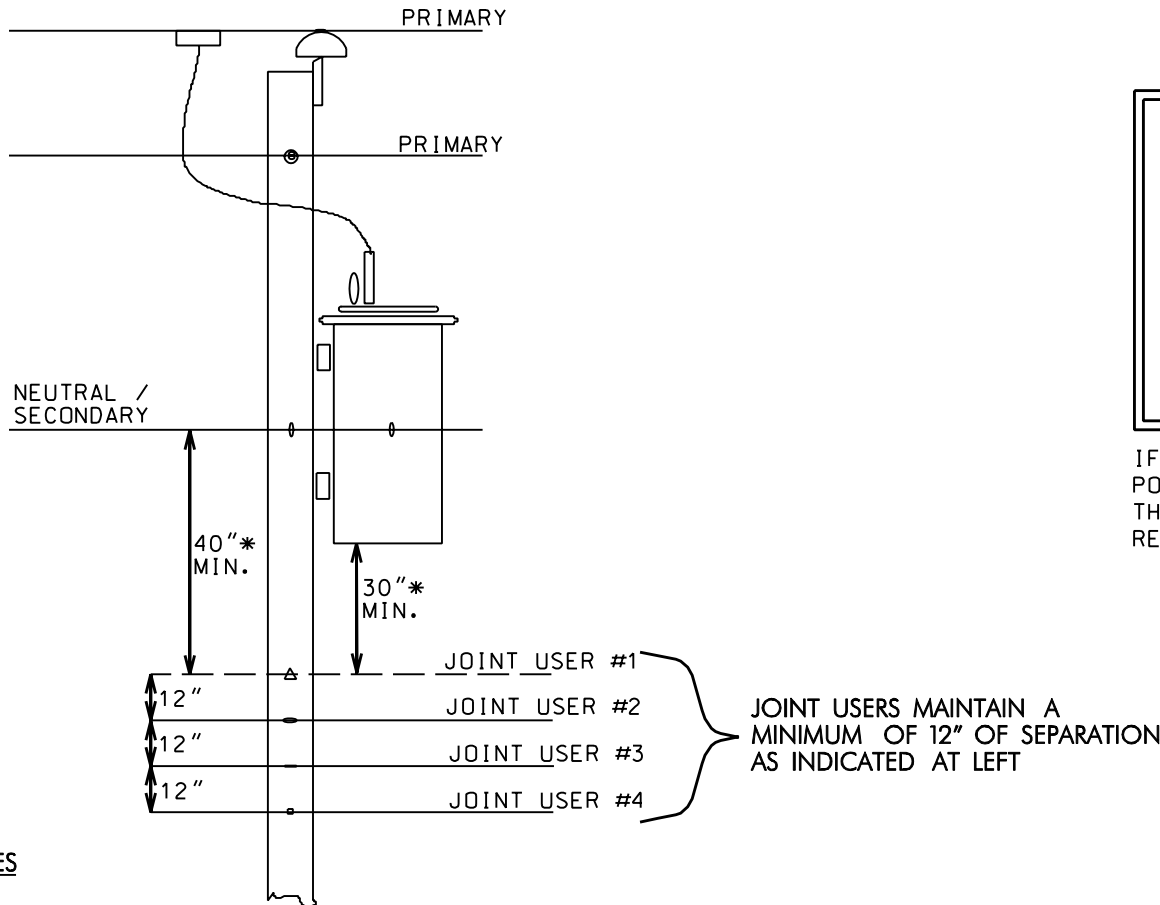 PRIMARY
PRIMARY
NEUTRAL /
SECONDARY
40"*
MIN.
30"*
MIN.
JOINT USER #1
12"
JOINT USER #2
12"
JOINT USER #3
12"
JOINT USER #4
JOINT USERS MAINTAIN A
MINIMUM OF 12" OF SEPARATION
AS INDICATED AT LEFT
IF
PO
TH
RE
ES